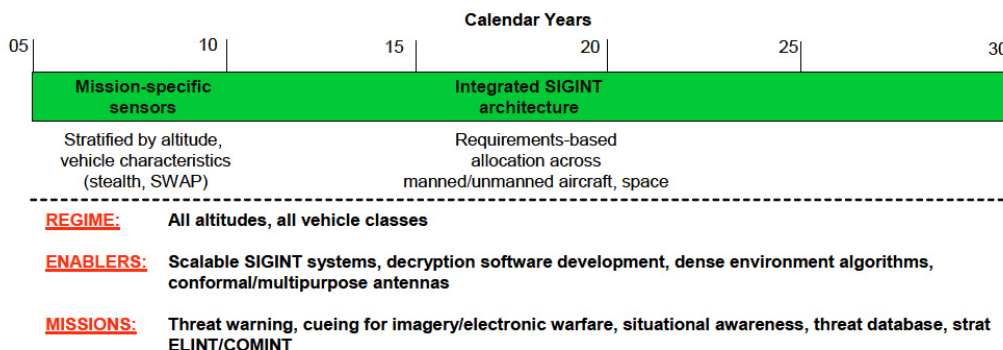 Calendar Years
05 10 15 20 25 30
Mission-specific Integrated SIGINT
sensors architecture
Stratified by altitude, Requirements-based
vehicle characteristics allocation across
(stealth, SWAP) manned/unmanned aircraft, space
REGIME: All altitudes, all vehicle classes
ENABLERS: Scalable SIGINT systems, decryption software development, dense environment algorithms,
conformal/multipurpose antennas
MISSIONS: Threat warning, cueing for imagery/electronic warfare, situational awareness, threat database, strat
ELINT/COMINT